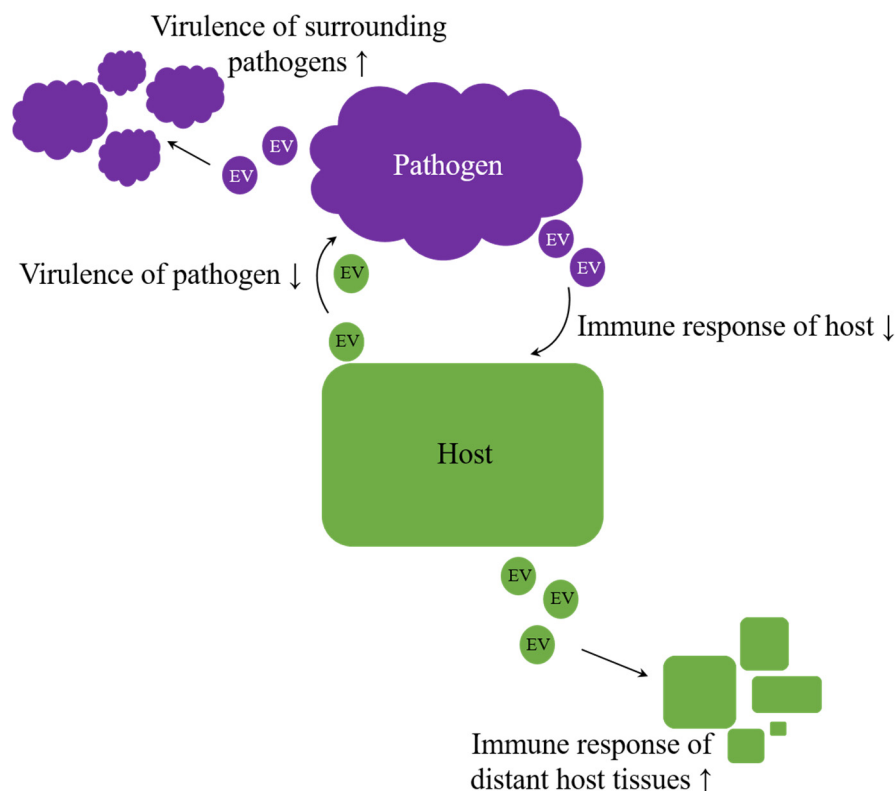 Virulence of surrounding
pathogens ↑
EV
EV
Pathogen
EV
EV
Virulence of pathogen ↓
EV
EV
Immune response of host ↓
Host
EV
EV
EV
Immune response of
distant host tissues ↑